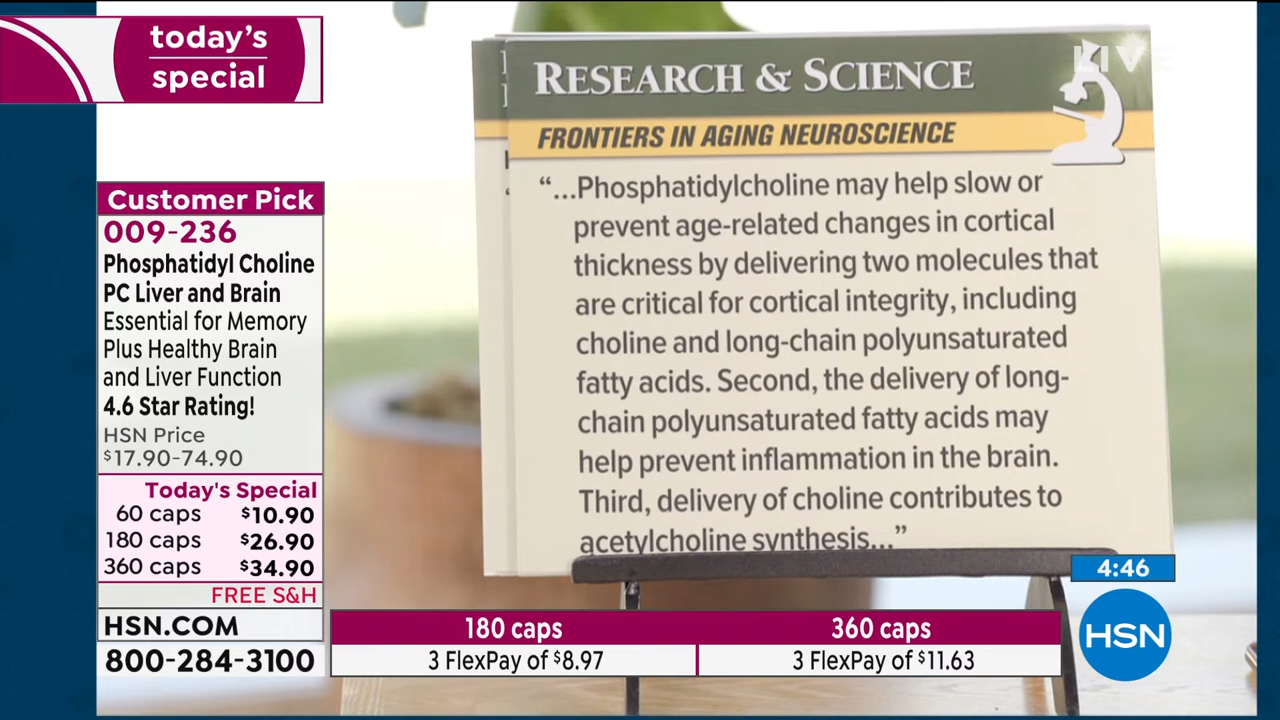 today's
special
Customer Pick
009-236
Phosphatidyl Choline
PC Liver and Brain
Essential for Memory
Plus Healthy Brain
and Liver Function
4.6 Star Rating!
HSN Price
$17.90-74.90
Today's Special
60 caps $10.90
180 caps $26.90
360 caps $34.90
FREE S&H
HSN.COM
800-284-3100
LIVE
RESEARCH & SCIENCE
FRONTIERS IN AGING NEUROSCIENCE
“...Phosphatidylcholine may help slow or
prevent age-related changes in cortical
thickness by delivering two molecules that
are critical for cortical integrity, including
choline and long-chain polyunsaturated
fatty acids. Second, the delivery of long-
chain polyunsaturated fatty acids may
help prevent inflammation in the brain.
Third, delivery of choline contributes to
acetylcholine synthesis...”
4:46
180 caps 360 caps
3 FlexPay of $8.97 3 FlexPay of $11.63
HSN